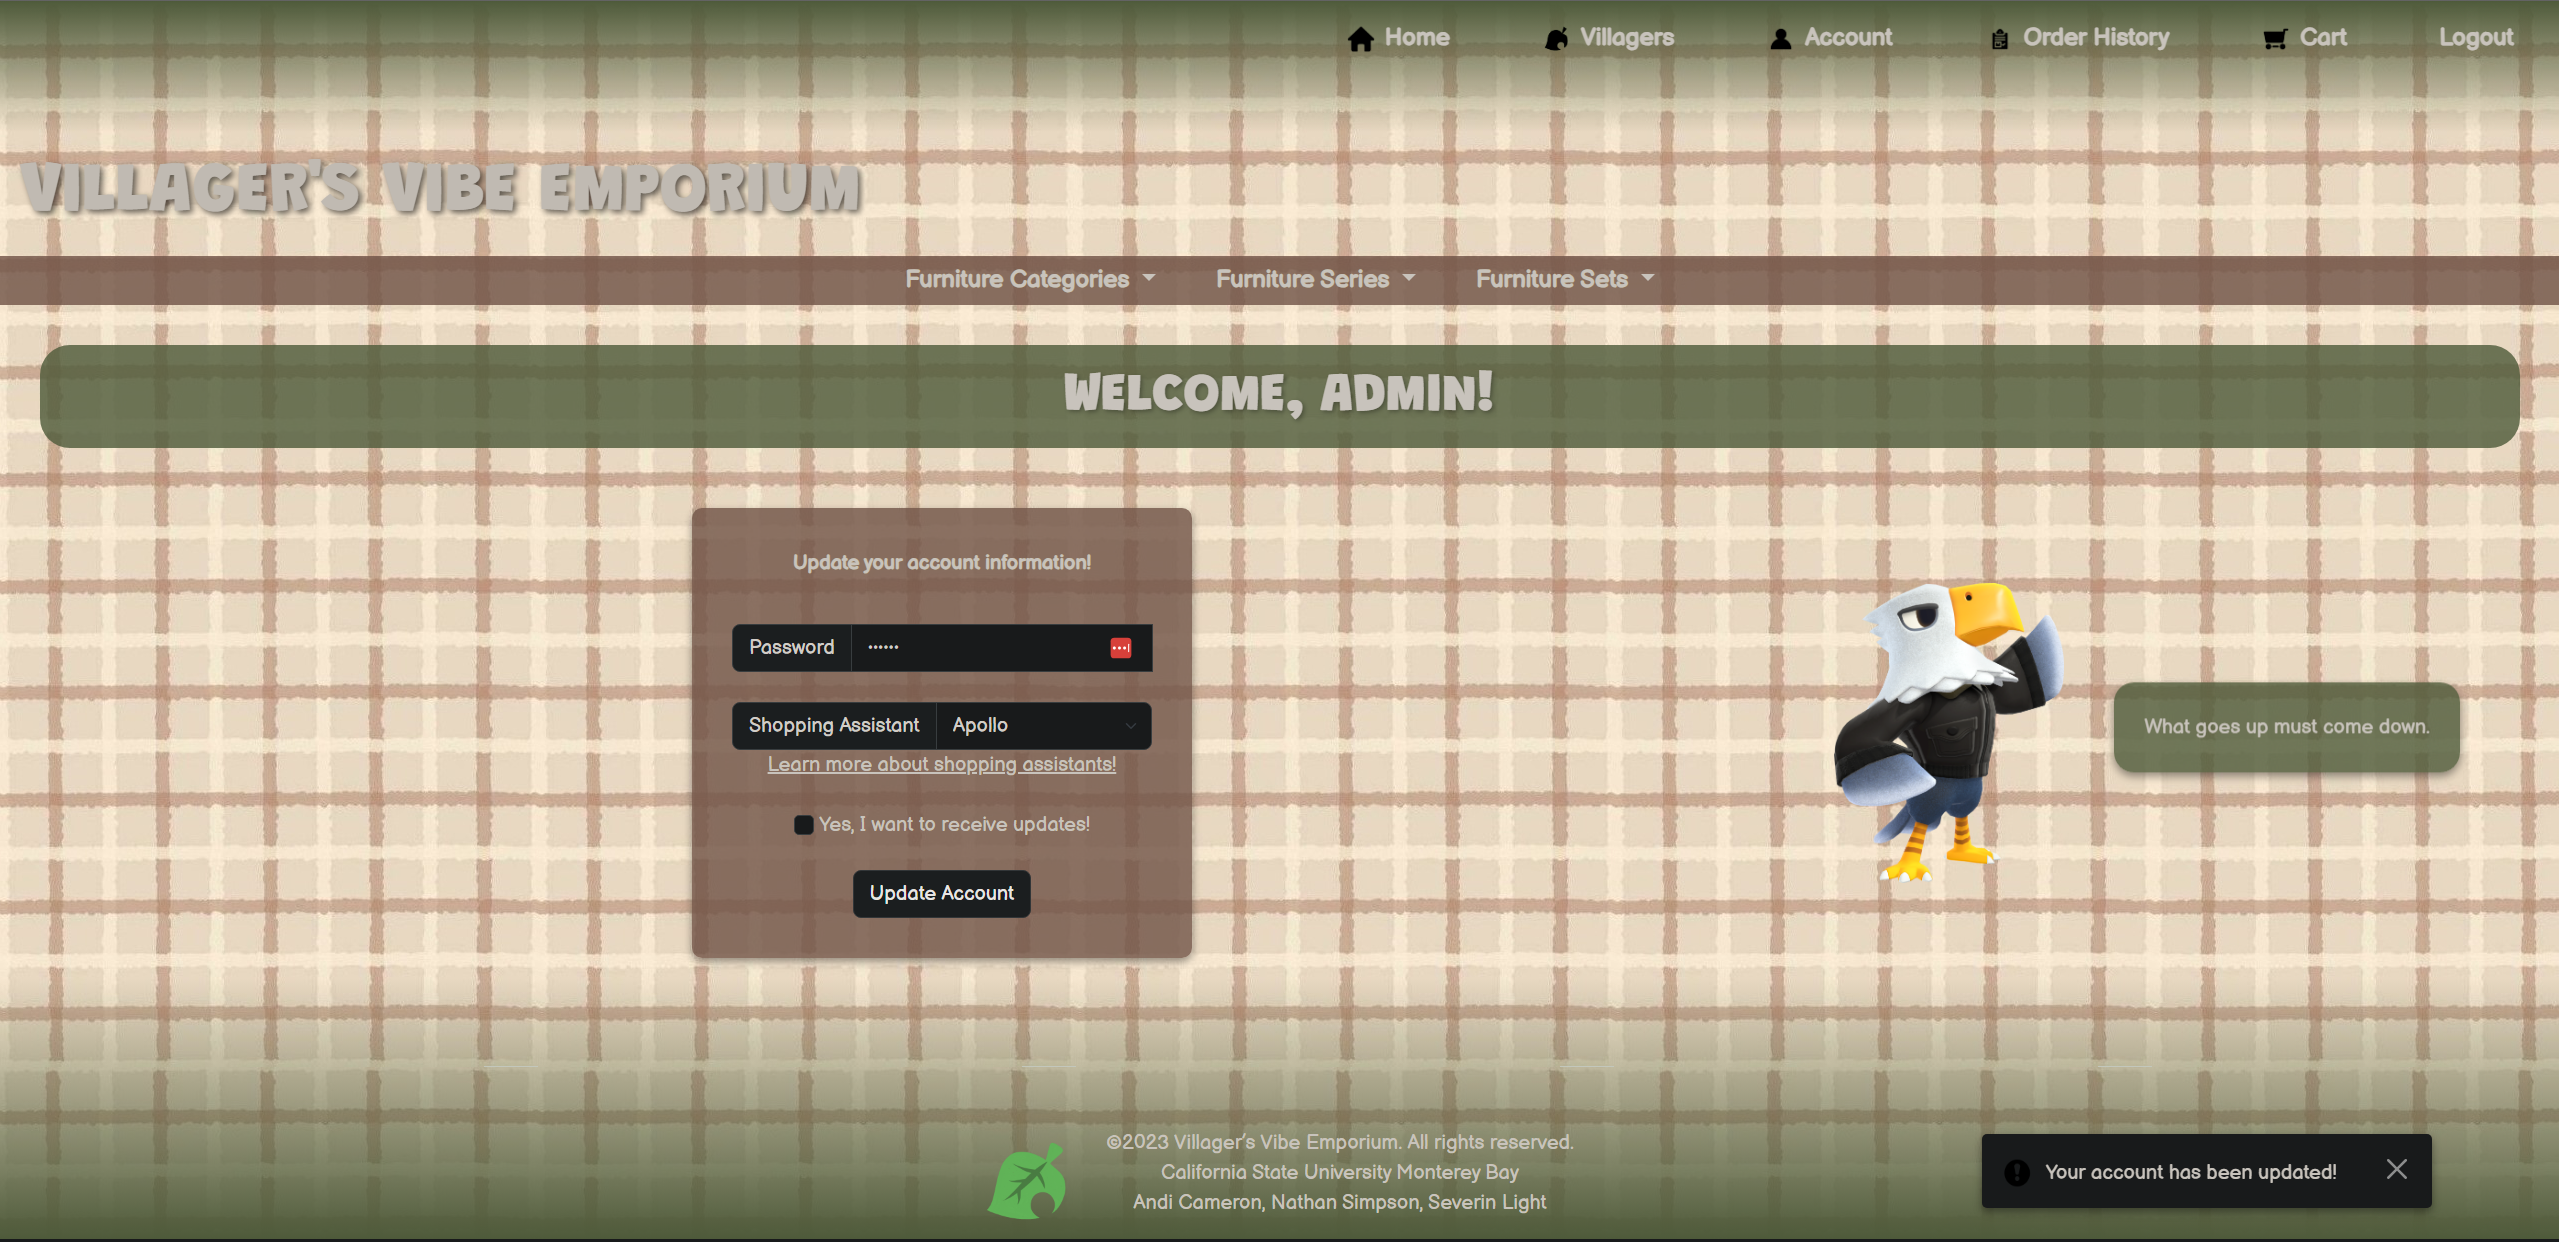 Home Villagers Account Order History Cart Logout
VILLAGER'S VIBE EMPORIUM
Furniture Categories Furniture Series Furniture Sets
WELCOME, ADMIN!
Update your account information!
Password ••••••
Shopping Assistant Apollo
Learn more about shopping assistants!
Yes, I want to receive updates!
Update Account
What goes up must come down.
©2023 Villager's Vibe Emporium. All rights reserved.
California State University Monterey Bay
Andi Cameron, Nathan Simpson, Severin Light
Your account has been updated!